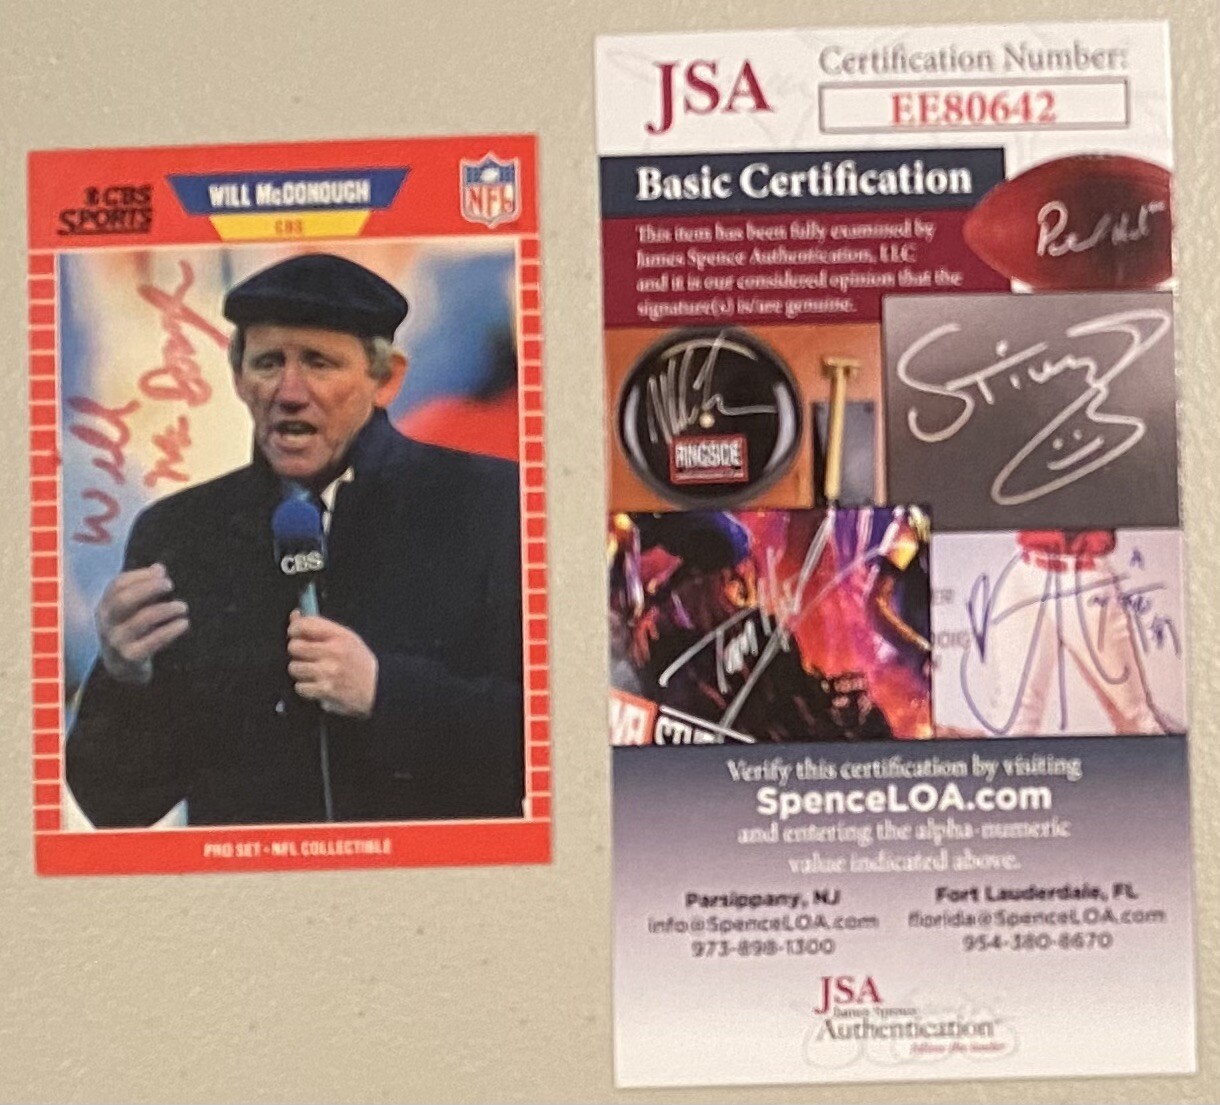 CBS
SPORTS
WILL McDONOUGH
CBS
NFL
Will
McDonough
CBS
PRO SET • NFL COLLECTIBLE
JSA
Certification Number:
EE80642
Basic Certification
This item has been fully examined by
James Spence Authentication, LLC
and it is our considered opinion that the
signature(s) is/are genuine.
RINGSIDE
Verify this certification by visiting
SpenceLOA.com
and entering the alpha-numeric
value indicated above.
Parsippany, NJ
info@SpenceLOA.com
973-898-1300
Fort Lauderdale, FL
florida@SpenceLOA.com
954-380-8670
JSA
James Spence
Authentication